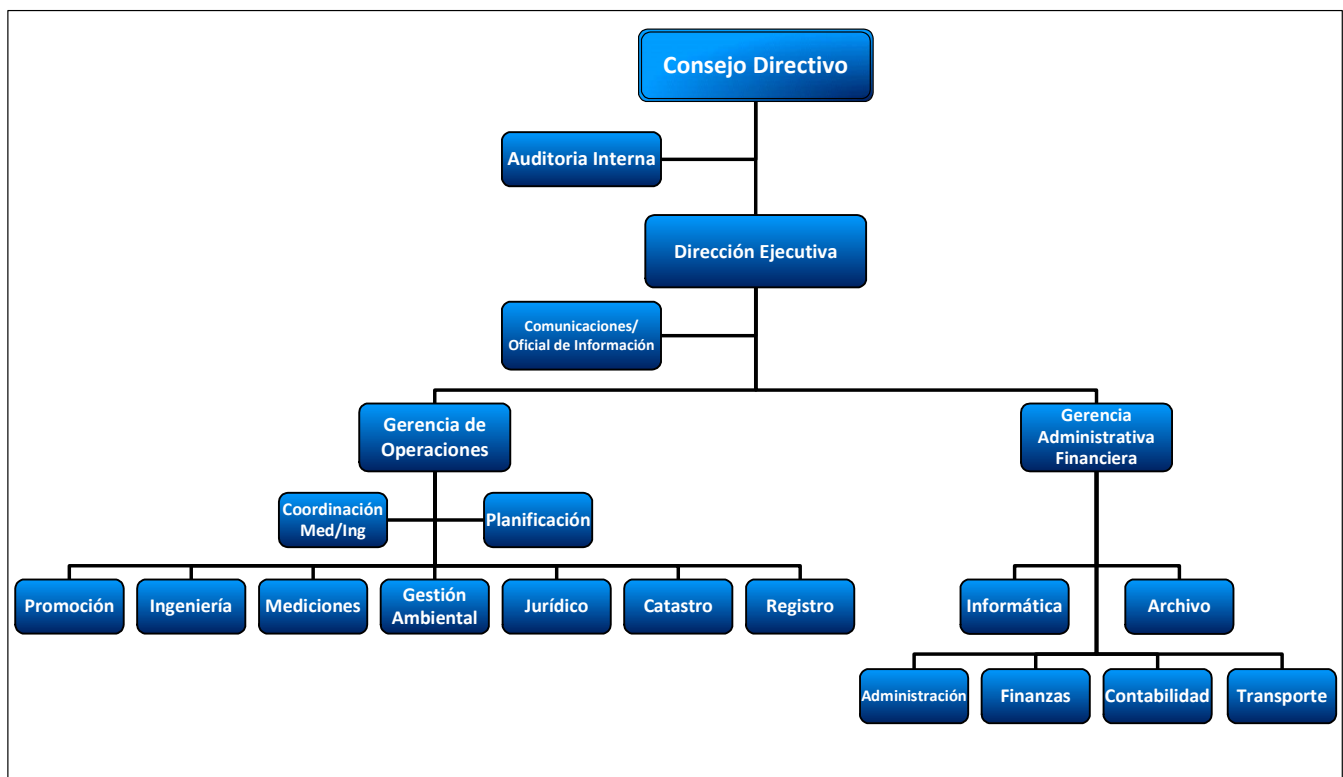 Consejo Directivo
Auditoria Interna
Dirección Ejecutiva
Comunicaciones/
Oficial de Información
Gerencia de
Operaciones
Gerencia
Administrativa
Financiera
Coordinación
Med/Ing
Planificación
Promoción
Ingeniería
Mediciones
Gestión
Ambiental
Jurídico
Catastro
Registro
Informática
Archivo
Administración
Finanzas
Contabilidad
Transporte